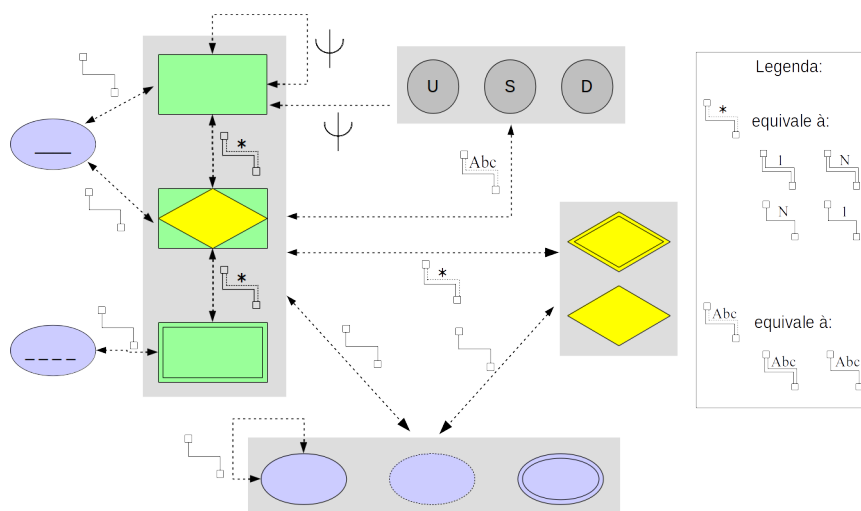 U S D
Legenda:
*
equivale à:
*
Abc
1 N
N 1
*
*
Abc
equivale à:
Abc Abc